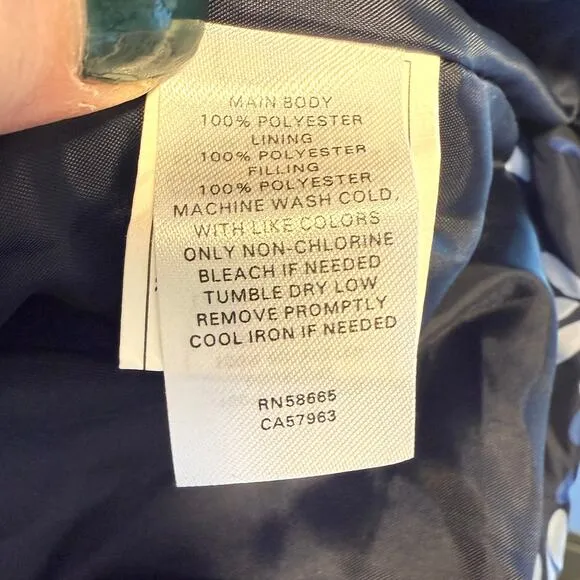 MAIN BODY
100% POLYESTER
LINING
100% POLYESTER
FILLING
100% POLYESTER
MACHINE WASH COLD,
WITH LIKE COLORS
ONLY NON-CHLORINE
BLEACH IF NEEDED
TUMBLE DRY LOW
REMOVE PROMPTLY
COOL IRON IF NEEDED
RN58665
CA57963